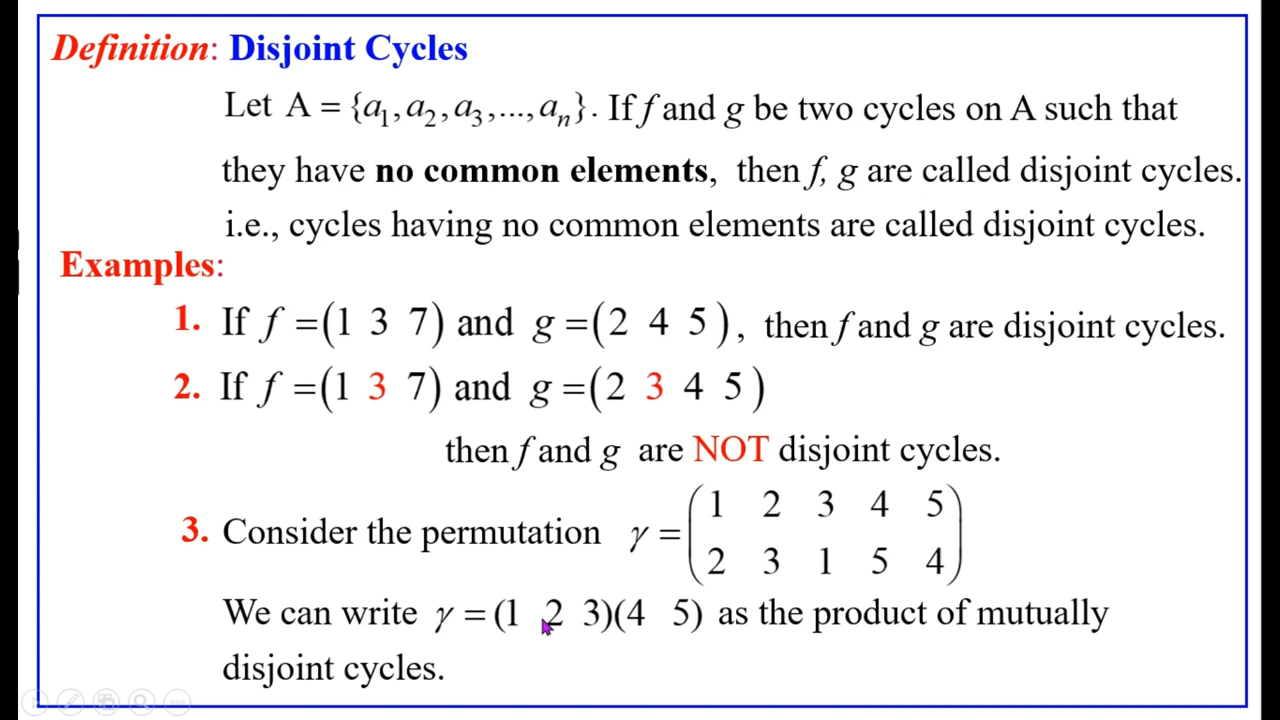 Definition: Disjoint Cycles
Let A = {a₁, a₂, a₃, ..., aₙ}. If f and g be two cycles on A such that
they have no common elements, then f, g are called disjoint cycles.
i.e., cycles having no common elements are called disjoint cycles.
Examples:
1. If f = (1 3 7) and g = (2 4 5), then f and g are disjoint cycles.
2. If f = (1 3 7) and g = (2 3 4 5)
then f and g are NOT disjoint cycles.
3. Consider the permutation γ = (1 2 3 4 5
2 3 1 5 4)
We can write γ = (1 2 3)(4 5) as the product of mutually
disjoint cycles.